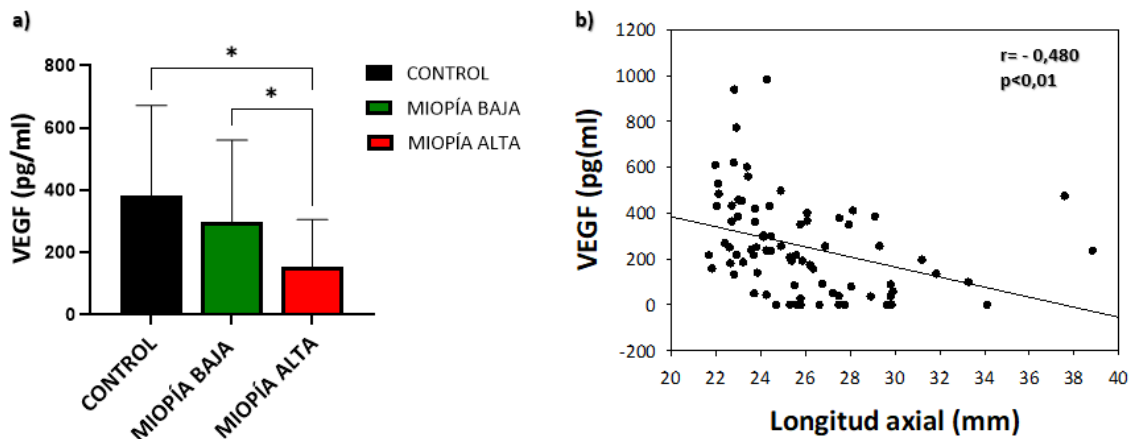 a)
*
*
VEGF (pg/ml)
800
600
400
200
0
CONTROL
MIOPÍA BAJA
MIOPÍA ALTA
CONTROL
MIOPÍA BAJA
MIOPÍA ALTA
b)
r= - 0,480
p<0,01
VEGF (pg(ml)
1200
1000
800
600
400
200
0
-200
20 22 24 26 28 30 32 34 36 38 40
Longitud axial (mm)